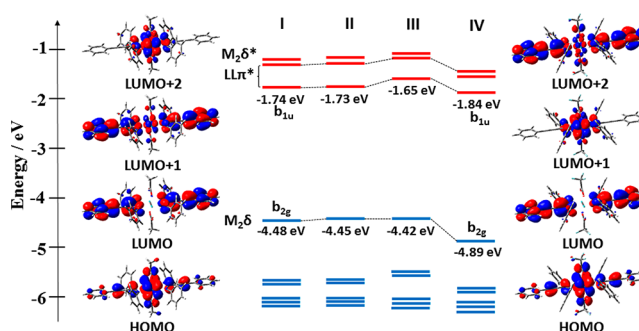 I II III IV
Energy / eV
-1
-2
-3
-4
-5
-6
LUMO+2
LUMO+1
LUMO
HOMO
M₂δ*
LLπ*
-1.74 eV -1.73 eV -1.65 eV -1.84 eV
b₁ᵤ b₁ᵤ
M₂δ
b₂g b₂g
-4.48 eV -4.45 eV -4.42 eV -4.89 eV
LUMO+2
LUMO+1
LUMO
HOMO